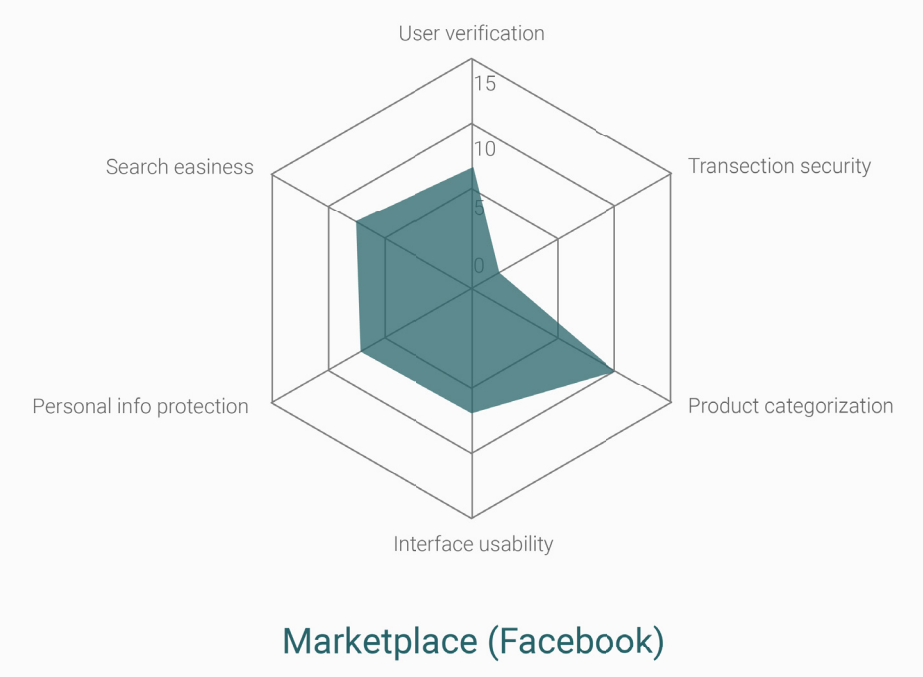 User verification
15
10
5
0
Search easiness
Transection security
Personal info protection
Product categorization
Interface usability
Marketplace (Facebook)